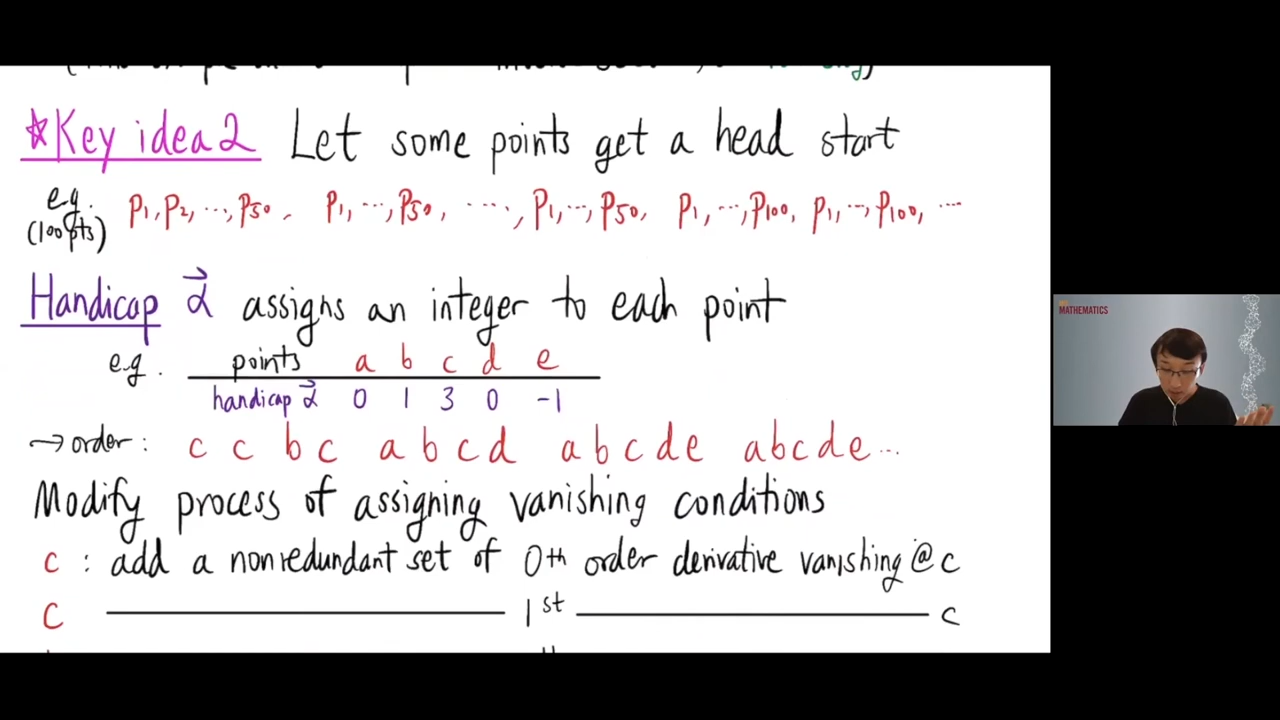 *Key idea 2 Let some points get a head start
e.g. (100 pts) P1, P2, ..., P50, P1, ..., P50, ...., P1, ..., P50, P1, ..., P100, P1, ..., P100, ...
Handicap α⃗ assigns an integer to each point
e.g. points a b c d e
handicap α⃗ 0 1 3 0 -1
→ order: c c b c a b c d a b c d e a b c d e ...
Modify process of assigning vanishing conditions
c : add a nonredundant set of 0th order derivative vanishing @ c
c ——— 1st ——— c
MATHEMATICS